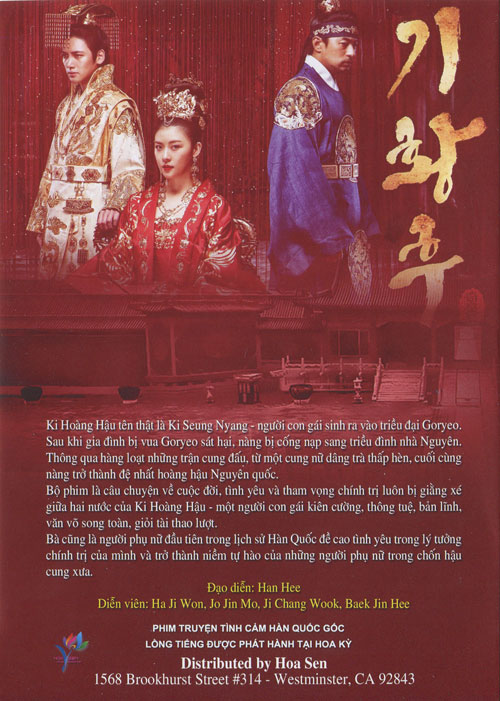 기황후
Ki Hoàng Hậu tên thật là Ki Seung Nyang - người con gái sinh ra vào triều đại Goryeo.
Sau khi gia đình bị vua Goryeo sát hại, nàng bị cống nạp sang triều đình nhà Nguyên.
Thông qua hàng loạt những trận cung đấu, từ một cung nữ dâng trà thấp hèn, cuối cùng
nàng trở thành đệ nhất hoàng hậu Nguyên quốc.
Bộ phim là câu chuyện về cuộc đời, tình yêu và tham vọng chính trị luôn bị giằng xé
giữa hai nước của Ki Hoàng Hậu - một người con gái kiên cường, thông tuệ, bản lĩnh,
văn võ song toàn, giỏi tài thao lượt.
Bà cũng là người phụ nữ đầu tiên trong lịch sử Hàn Quốc đề cao tình yêu trong lý tưởng
chính trị của mình và trở thành niềm tự hào của những người phụ nữ trong chốn hậu
cung xưa.
Đạo diễn: Han Hee
Diễn viên: Ha Ji Won, Jo Jin Mo, Ji Chang Wook, Baek Jin Hee
PHIM TRUYỆN TÌNH CẢM HÀN QUỐC GỐC
LỒNG TIẾNG ĐƯỢC PHÁT HÀNH TẠI HOA KỲ
Distributed by Hoa Sen
1568 Brookhurst Street #314 - Westminster, CA 92843